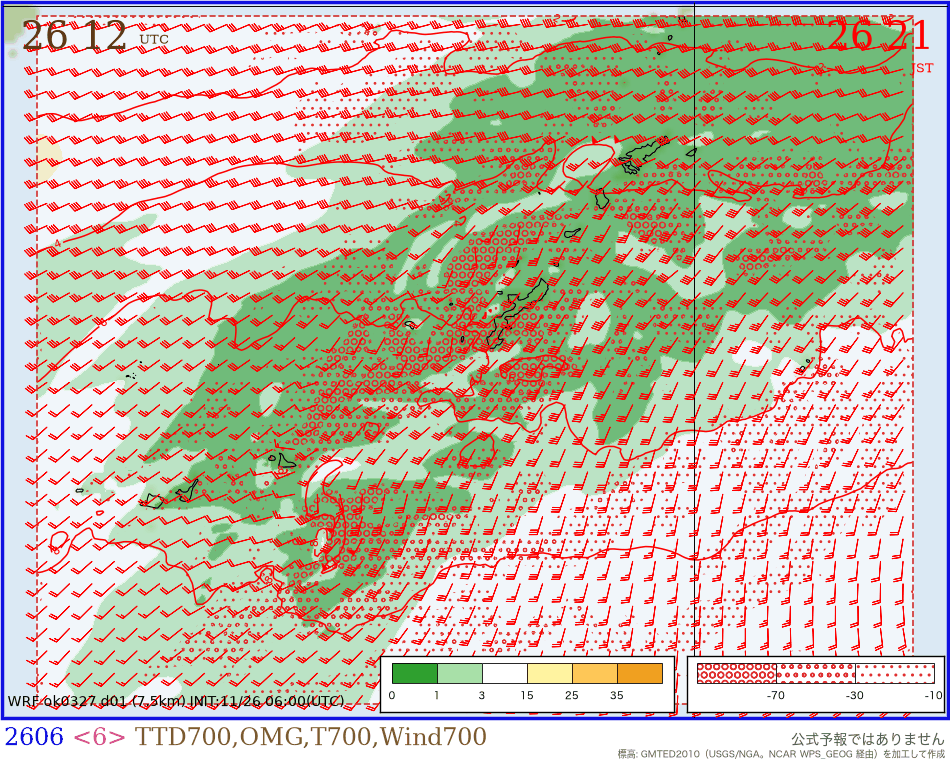 26 12 UTC
26 21
JST
0 1 3 15 25 35
-70 -30 -10
WRF ok0327 d01 (7.5km) INIT:11/26 06:00(UTC)
2606 <6> TTD700,OMG,T700,Wind700
公式予報ではありません
標高: GMTED2010（USGS/NGA。NCAR WPS_GEOG 経由）を加工して作成